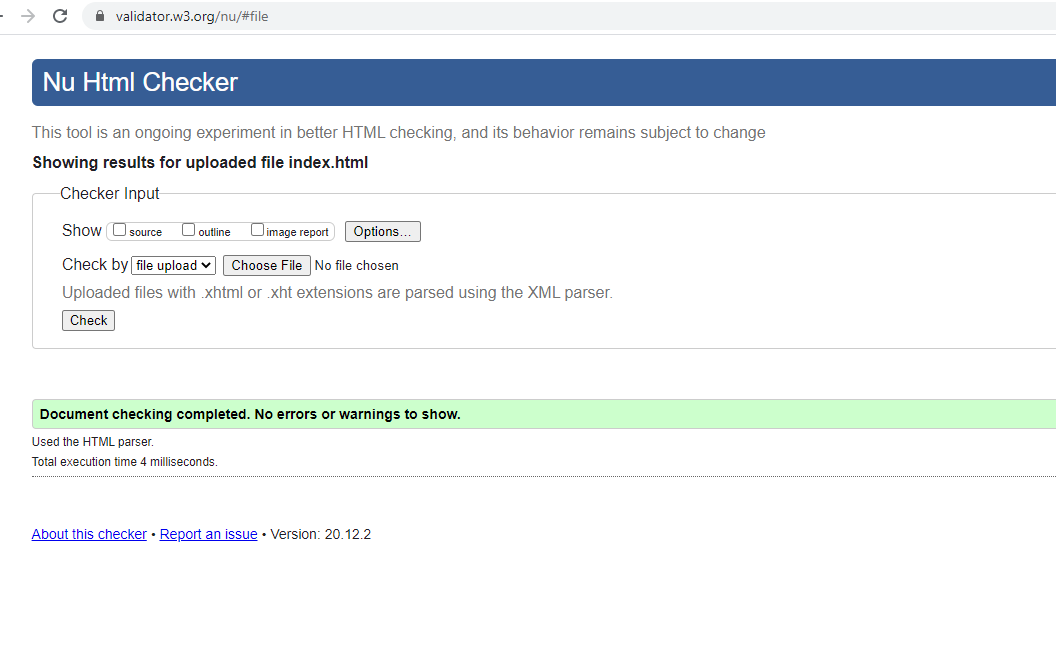 validator.w3.org/nu/#file
Nu Html Checker
This tool is an ongoing experiment in better HTML checking, and its behavior remains subject to change
Showing results for uploaded file index.html
Checker Input
Show source outline image report Options...
Check by file upload Choose File No file chosen
Uploaded files with .xhtml or .xht extensions are parsed using the XML parser.
Check
Document checking completed. No errors or warnings to show.
Used the HTML parser.
Total execution time 4 milliseconds.
About this checker • Report an issue • Version: 20.12.2